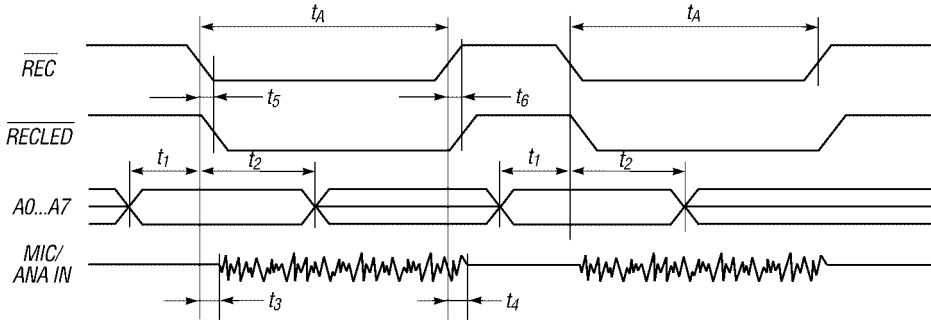 tA tA
REC
t5 t6
RECLED
t1 t2 t1 t2
A0...A7
MIC/
ANA IN
t3 t4